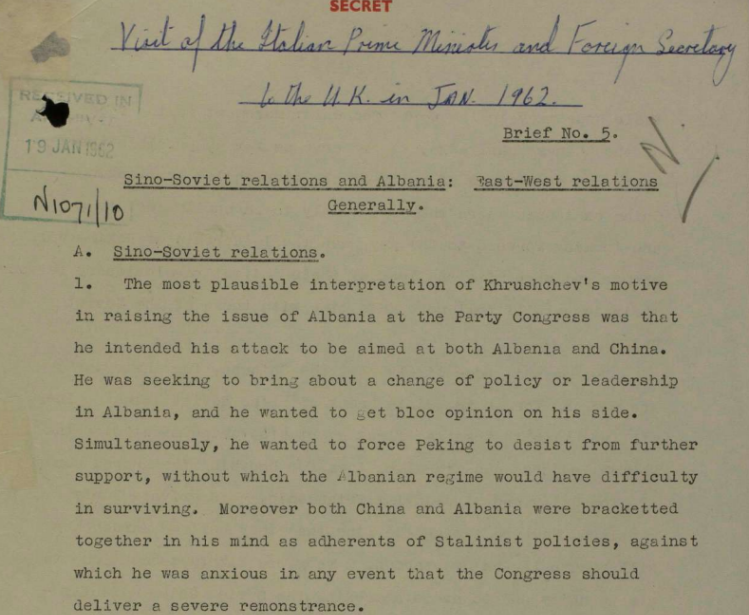 SECRET
Visit of the Italian Prime Minister and Foreign Secretary
to the U.K. in JAN. 1962.
Brief No. 5.
RECEIVED IN
19 JAN 1962
N1071/10
N.
Sino-Soviet relations and Albania: East-West relations
Generally.
A. Sino-Soviet relations.
1. The most plausible interpretation of Khrushchev's motive
in raising the issue of Albania at the Party Congress was that
he intended his attack to be aimed at both Albania and China.
He was seeking to bring about a change of policy or leadership
in Albania, and he wanted to get bloc opinion on his side.
Simultaneously, he wanted to force Peking to desist from further
support, without which the Albanian regime would have difficulty
in surviving. Moreover both China and Albania were bracketted
together in his mind as adherents of Stalinist policies, against
which he was anxious in any event that the Congress should
deliver a severe remonstrance.